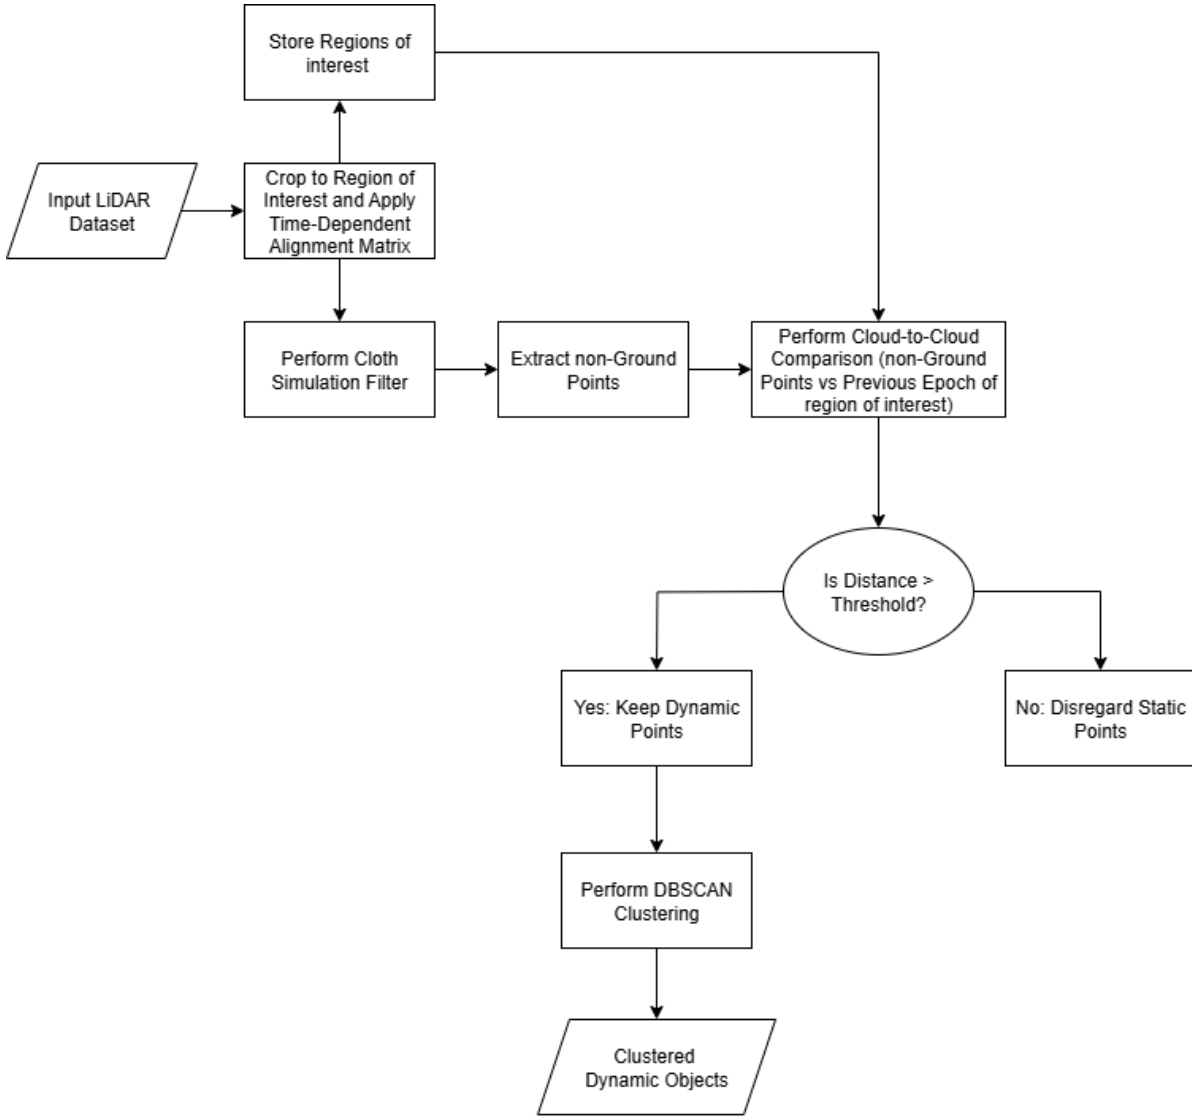 Store Regions of
interest
Input LiDAR
Dataset
Crop to Region of
Interest and Apply
Time-Dependent
Alignment Matrix
Perform Cloth
Simulation Filter
Extract non-Ground
Points
Perform Cloud-to-Cloud
Comparison (non-Ground
Points vs Previous Epoch of
region of interest)
Is Distance >
Threshold?
Yes: Keep Dynamic
Points
No: Disregard Static
Points
Perform DBSCAN
Clustering
Clustered
Dynamic Objects